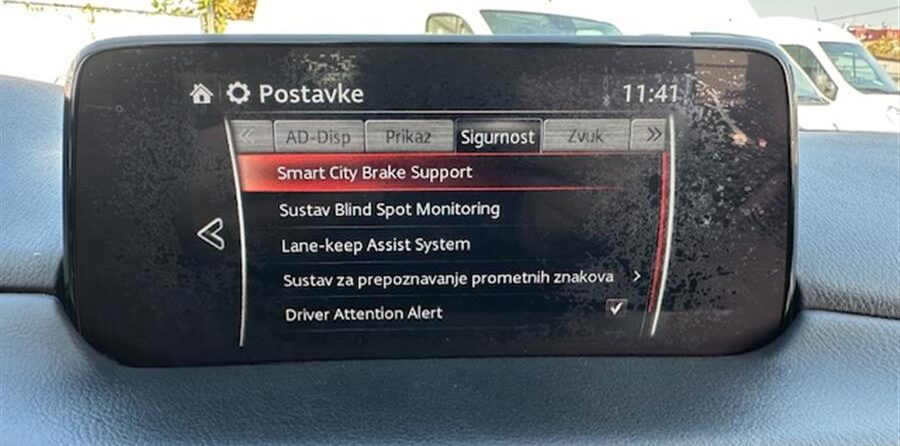 Postavke 11:41
AD-Disp Prikaz Sigurnost Zvuk
Smart City Brake Support
Sustav Blind Spot Monitoring
Lane-keep Assist System
Sustav za prepoznavanje prometnih znakova
Driver Attention Alert